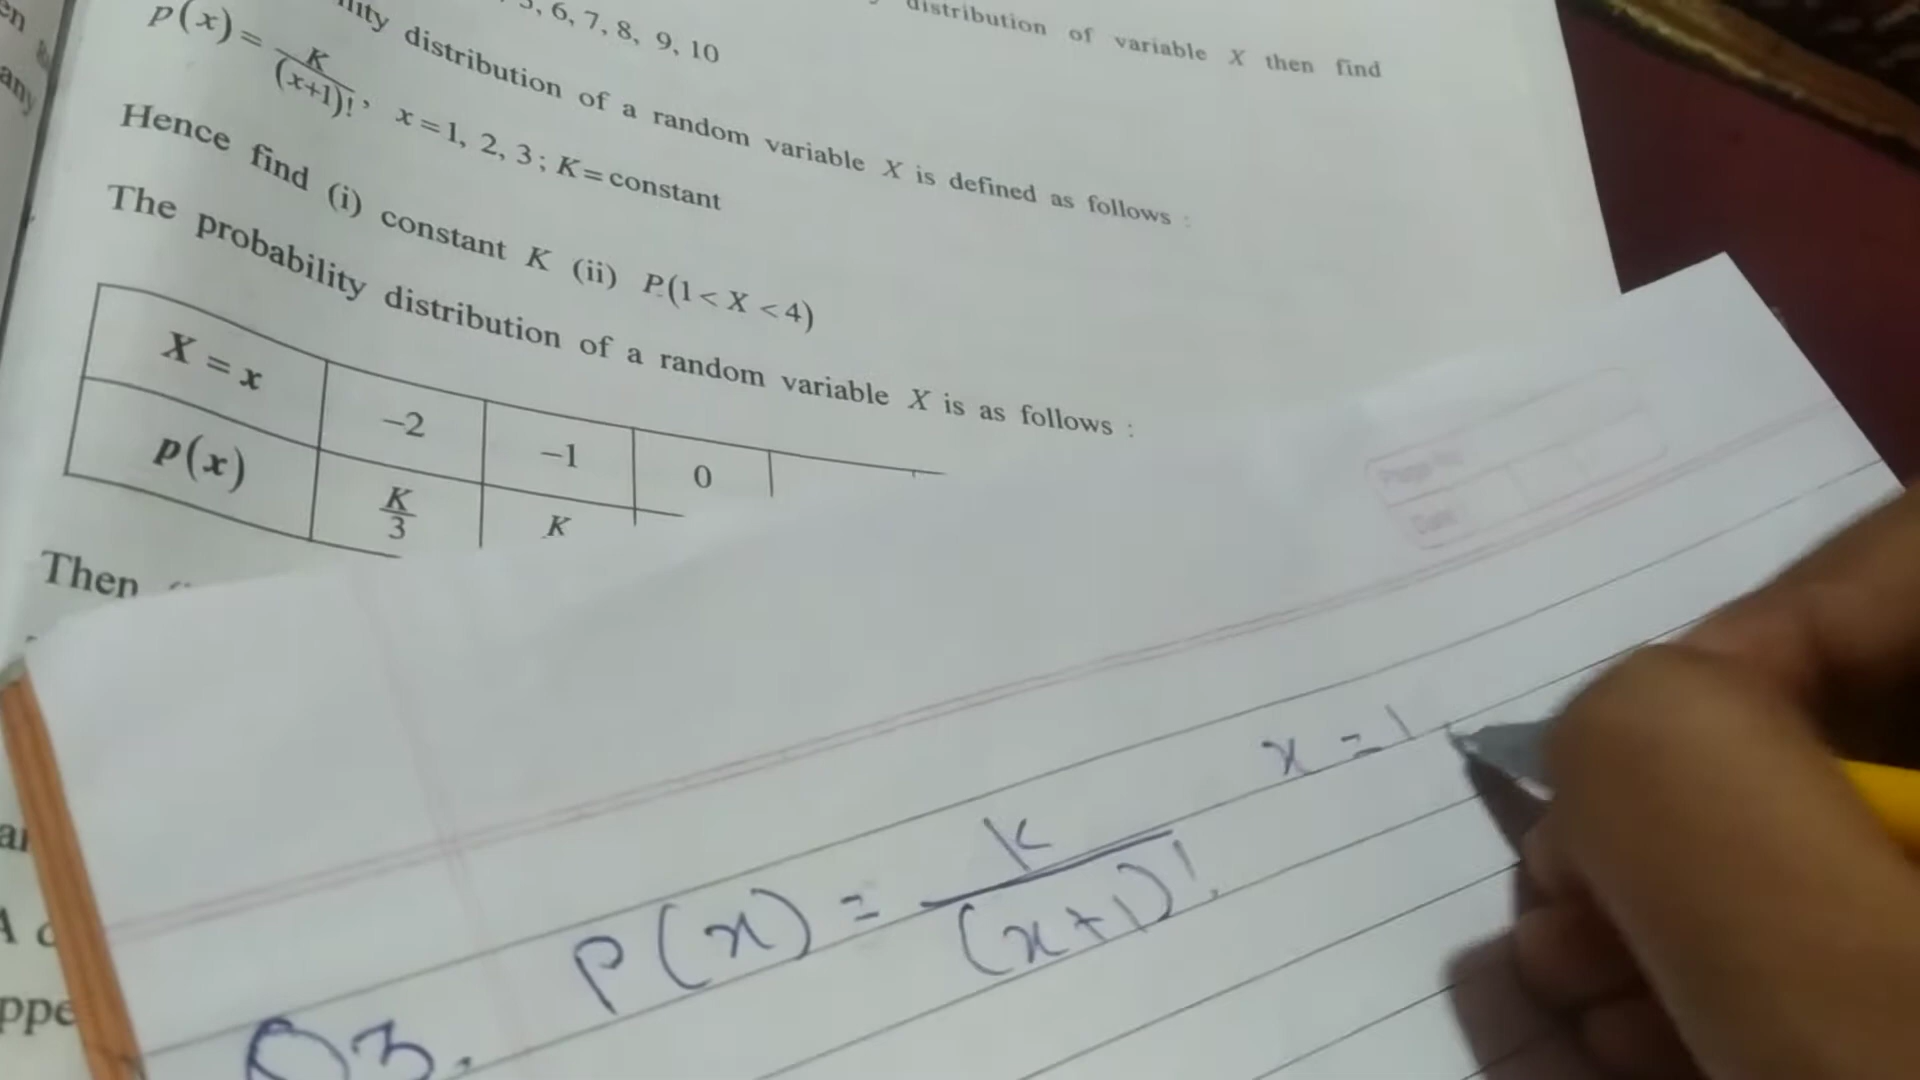 distribution of variable X then find
5, 6, 7, 8, 9, 10
distribution of a random variable X is defined as follows :
p(x) = K/(x+1)!, x=1, 2, 3; K=constant
Hence find (i) constant K (ii) P(1< X <4)
The probability distribution of a random variable X is as follows :
X = x -2 -1 0
p(x) K/3 K
Then
x = 1
P(x) = K/(x+1)!
Q3.